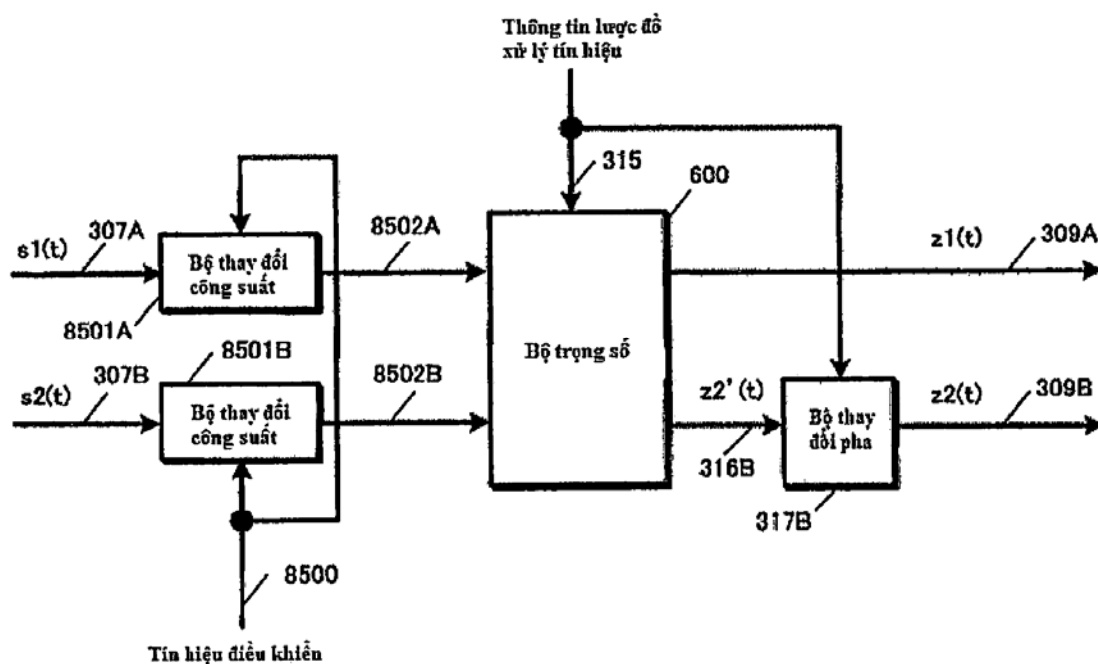 Thông tin lược đồ
xử lý tín hiệu
315
600
s1(t)
307A
Bộ thay đổi
công suất
8501A
8502A
z1(t)
309A
8501B
s2(t)
307B
Bộ thay đổi
công suất
8502B
Bộ trọng số
z2'(t)
316B
Bộ thay
đổi pha
317B
z2(t)
309B
8500
Tín hiệu điều khiển